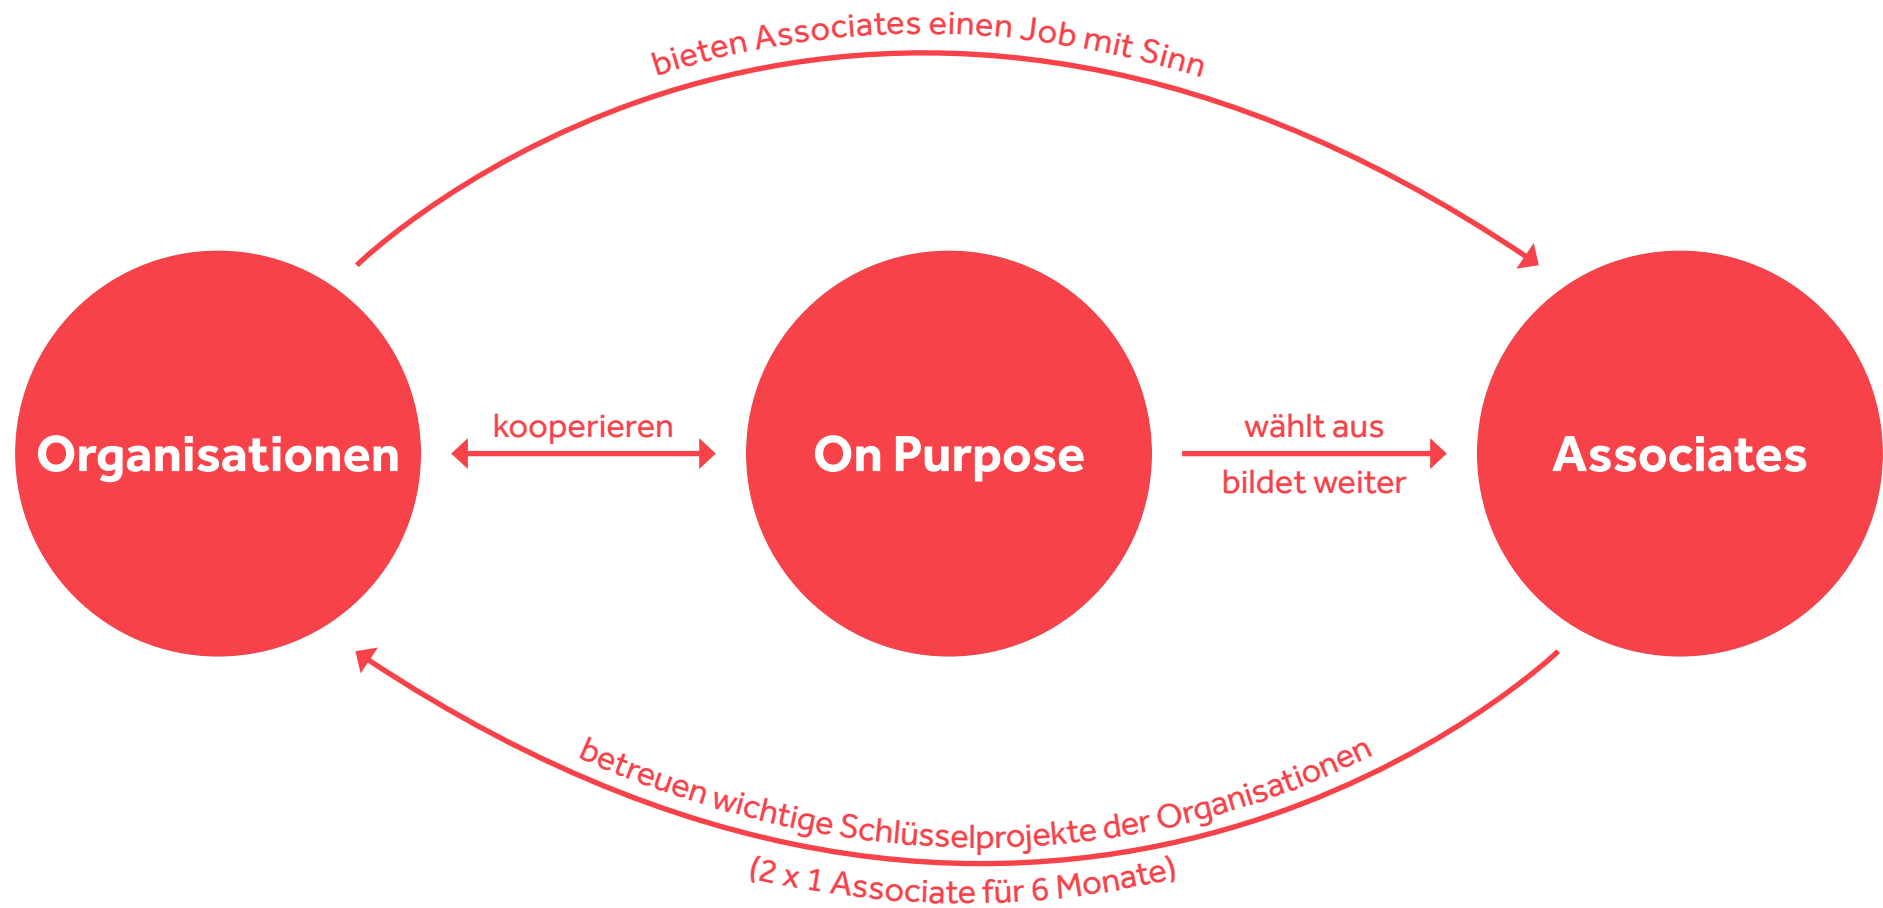 bieten Associates einen Job mit Sinn
Organisationen
kooperieren
On Purpose
wählt aus
bildet weiter
Associates
betreuen wichtige Schlüsselprojekte der Organisationen
(2 x 1 Associate für 6 Monate)